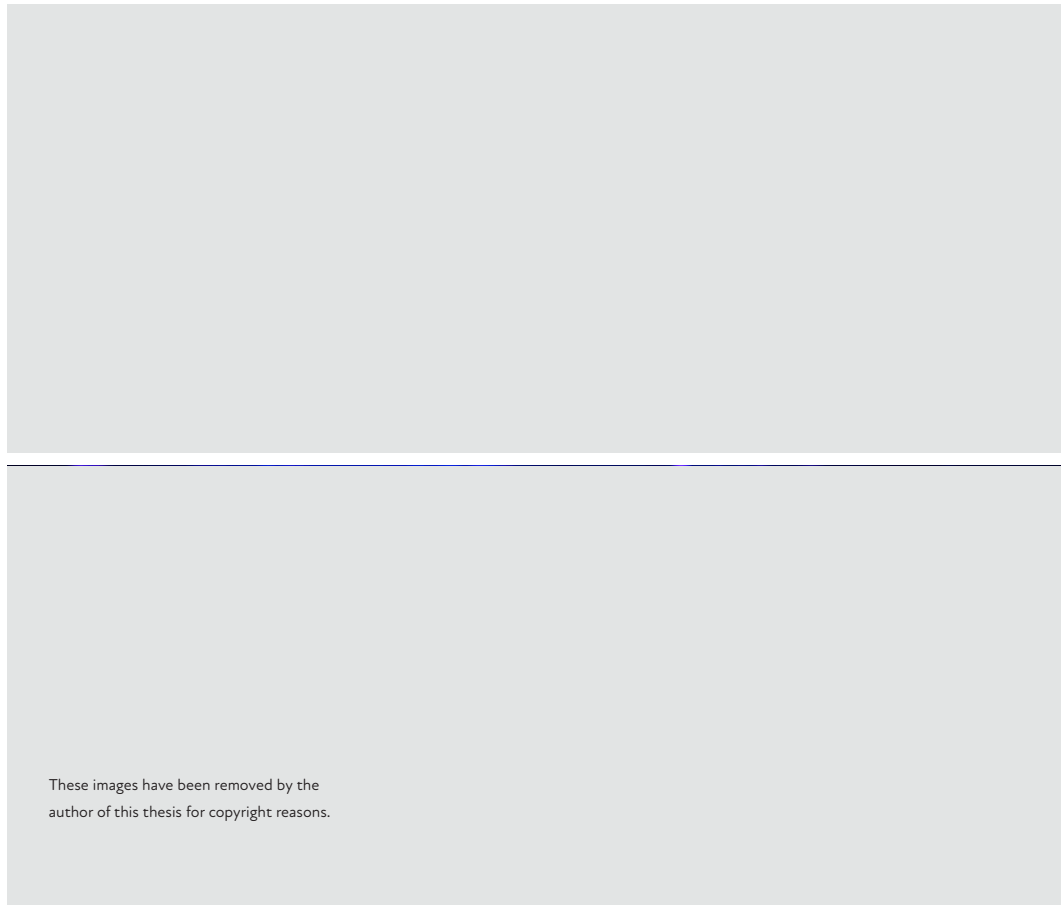 These images have been removed by the
author of this thesis for copyright reasons.